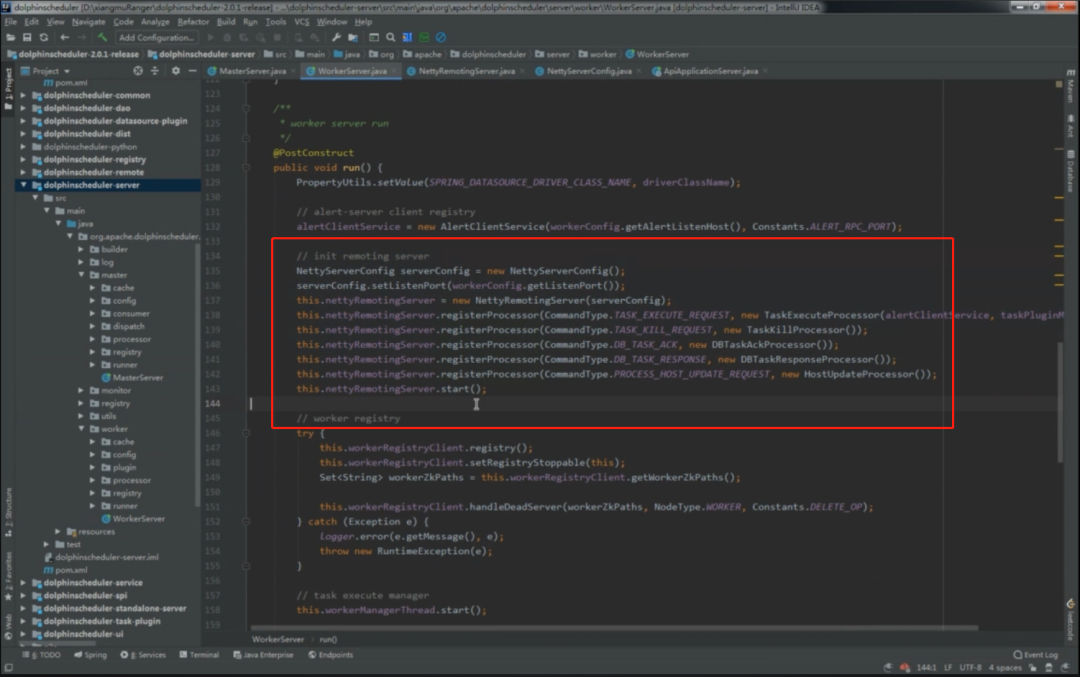 dolphinscheduler [D:\xiangmuRanger\dolphinscheduler-2.0.1-release] - ...\dolphinscheduler-server\src\main\java\org\apache\dolphinscheduler\server\worker\WorkerServer.java [dolphinscheduler-server] - IntelliJ IDEA
File Edit View Navigate Code Analyze Refactor Build Run Tools VCS Window Help
Add Configuration...
dolphinscheduler-2.0.1-release dolphinscheduler-server src main java org apache dolphinscheduler server worker WorkerServer
Project
MasterServer.java WorkerServer.java NettyRemotingServer.java NettyServerConfig.java ApiApplicationServer.java
pom.xml
dolphinscheduler-common
dolphinscheduler-dao
dolphinscheduler-datasource-plugin
dolphinscheduler-dist
dolphinscheduler-python
dolphinscheduler-registry
dolphinscheduler-remote
dolphinscheduler-server
src
main
java
org.apache.dolphinscheduler.
builder
log
master
cache
config
consumer
dispatch
processor
registry
runner
MasterServer
monitor
registry
utils
worker
cache
config
plugin
processor
registry
runner
WorkerServer
resources
test
dolphinscheduler-server.iml
pom.xml
dolphinscheduler-service
dolphinscheduler-spi
dolphinscheduler-standalone-server
dolphinscheduler-task-plugin
dolphinscheduler-ui
123 }
124 /**
125 * worker server run
126 */
127 @PostConstruct
128 public void run() {
129 PropertyUtils.setValue(SPRING_DATASOURCE_DRIVER_CLASS_NAME, driverClassName);
130
131 // alert-server client registry
132 alertClientService = new AlertClientService(workerConfig.getAlertListenHost(), Constants.ALERT_RPC_PORT);
133
134 // init remoting server
135 NettyServerConfig serverConfig = new NettyServerConfig();
136 serverConfig.setListenPort(workerConfig.getListenPort());
137 this.nettyRemotingServer = new NettyRemotingServer(serverConfig);
138 this.nettyRemotingServer.registerProcessor(CommandType.TASK_EXECUTE_REQUEST, new TaskExecuteProcessor(alertClientService, taskPluginM
139 this.nettyRemotingServer.registerProcessor(CommandType.TASK_KILL_REQUEST, new TaskKillProcessor());
140 this.nettyRemotingServer.registerProcessor(CommandType.DB_TASK_ACK, new DBTaskAckProcessor());
141 this.nettyRemotingServer.registerProcessor(CommandType.DB_TASK_RESPONSE, new DBTaskResponseProcessor());
142 this.nettyRemotingServer.registerProcessor(CommandType.PROCESS_HOST_UPDATE_REQUEST, new HostUpdateProcessor());
143 this.nettyRemotingServer.start();
144
145 // worker registry
146 try {
147 this.workerRegistryClient.registry();
148 this.workerRegistryClient.setRegistryStoppable(this);
149 Set<String> workerZkPaths = this.workerRegistryClient.getWorkerZkPaths();
150
151 this.workerRegistryClient.handleDeadServer(workerZkPaths, NodeType.WORKER, Constants.DELETE_OP);
152 } catch (Exception e) {
153 logger.error(e.getMessage(), e);
154 throw new RuntimeException(e);
155 }
156
157 // task execute manager
158 this.workerManagerThread.start();
159
WorkerServer run()
1: Project
2: Structure
2: Favorites
Web
Maven
Ant
Database
leetcode
6: TODO Spring 8: Services Terminal Java Enterprise Endpoints Event Log
144:1 LF UTF-8 4 spaces